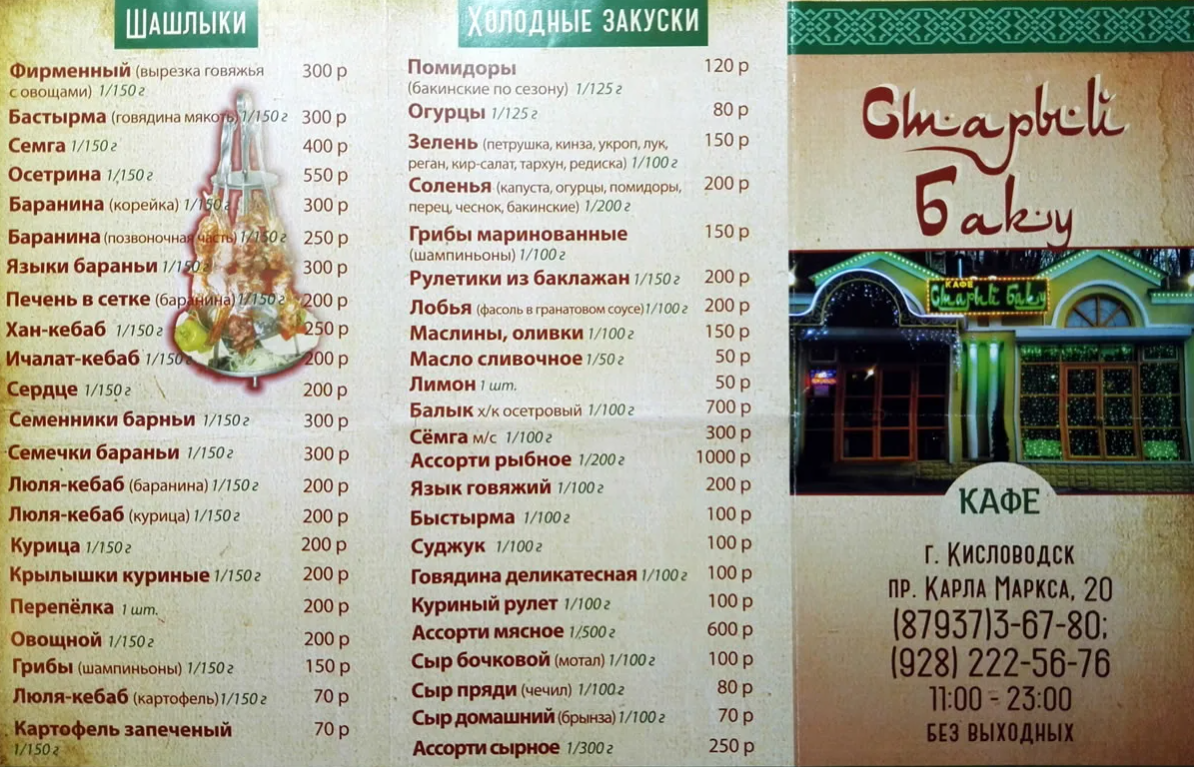 Шашлыки
Фирменный (вырезка говяжья 300 р
с овощами) 1/150 г
Бастырма (говядина мякоть) 1/150 г 300 р
Семга 1/150 г 400 р
Осетрина 1/150 г 550 р
Баранина (корейка) 1/150 г 300 р
Баранина (позвоночная часть) 1/150 г 250 р
Языки бараньи 1/150 г 300 р
Печень в сетке (баранина) 1/150 г 200 р
Хан-кебаб 1/150 г 250 р
Ичалат-кебаб 1/150 г 200 р
Сердце 1/150 г 200 р
Семенники барньи 1/150 г 300 р
Семечки бараньи 1/150 г 300 р
Люля-кебаб (баранина) 1/150 г 200 р
Люля-кебаб (курица) 1/150 г 200 р
Курица 1/150 г 200 р
Крылышки куриные 1/150 г 200 р
Перепёлка 1 шт. 200 р
Овощной 1/150 г 200 р
Грибы (шампиньоны) 1/150 г 150 р
Люля-кебаб (картофель) 1/150 г 70 р
Картофель запеченый 70 р
1/150 г
Холодные закуски
Помидоры 120 р
(бакинские по сезону) 1/125 г
Огурцы 1/125 г 80 р
Зелень (петрушка, кинза, укроп, лук, 150 р
реган, кир-салат, тархун, редиска) 1/100 г
Соленья (капуста, огурцы, помидоры, 200 р
перец, чеснок, бакинские) 1/200 г
Грибы маринованные 150 р
(шампиньоны) 1/100 г
Рулетики из баклажан 1/150 г 200 р
Лобья (фасоль в гранатовом соусе) 1/100 г 200 р
Маслины, оливки 1/100 г 150 р
Масло сливочное 1/50 г 50 р
Лимон 1 шт. 50 р
Балык х/к осетровый 1/100 г 700 р
Сёмга м/с 1/100 г 300 р
Ассорти рыбное 1/200 г 1000 р
Язык говяжий 1/100 г 200 р
Быстырма 1/100 г 100 р
Суджук 1/100 г 100 р
Говядина деликатесная 1/100 г 100 р
Куриный рулет 1/100 г 100 р
Ассорти мясное 1/500 г 600 р
Сыр бочковой (мотал) 1/100 г 100 р
Сыр пряди (чечил) 1/100 г 80 р
Сыр домашний (брынза) 1/100 г 70 р
Ассорти сырное 1/300 г 250 р
Старый
Баку
КАФЕ
Старый Баку
КАФЕ
г. Кисловодск
пр. Карла Маркса, 20
(87937)3-67-80;
(928) 222-56-76
11:00 - 23:00
без выходных